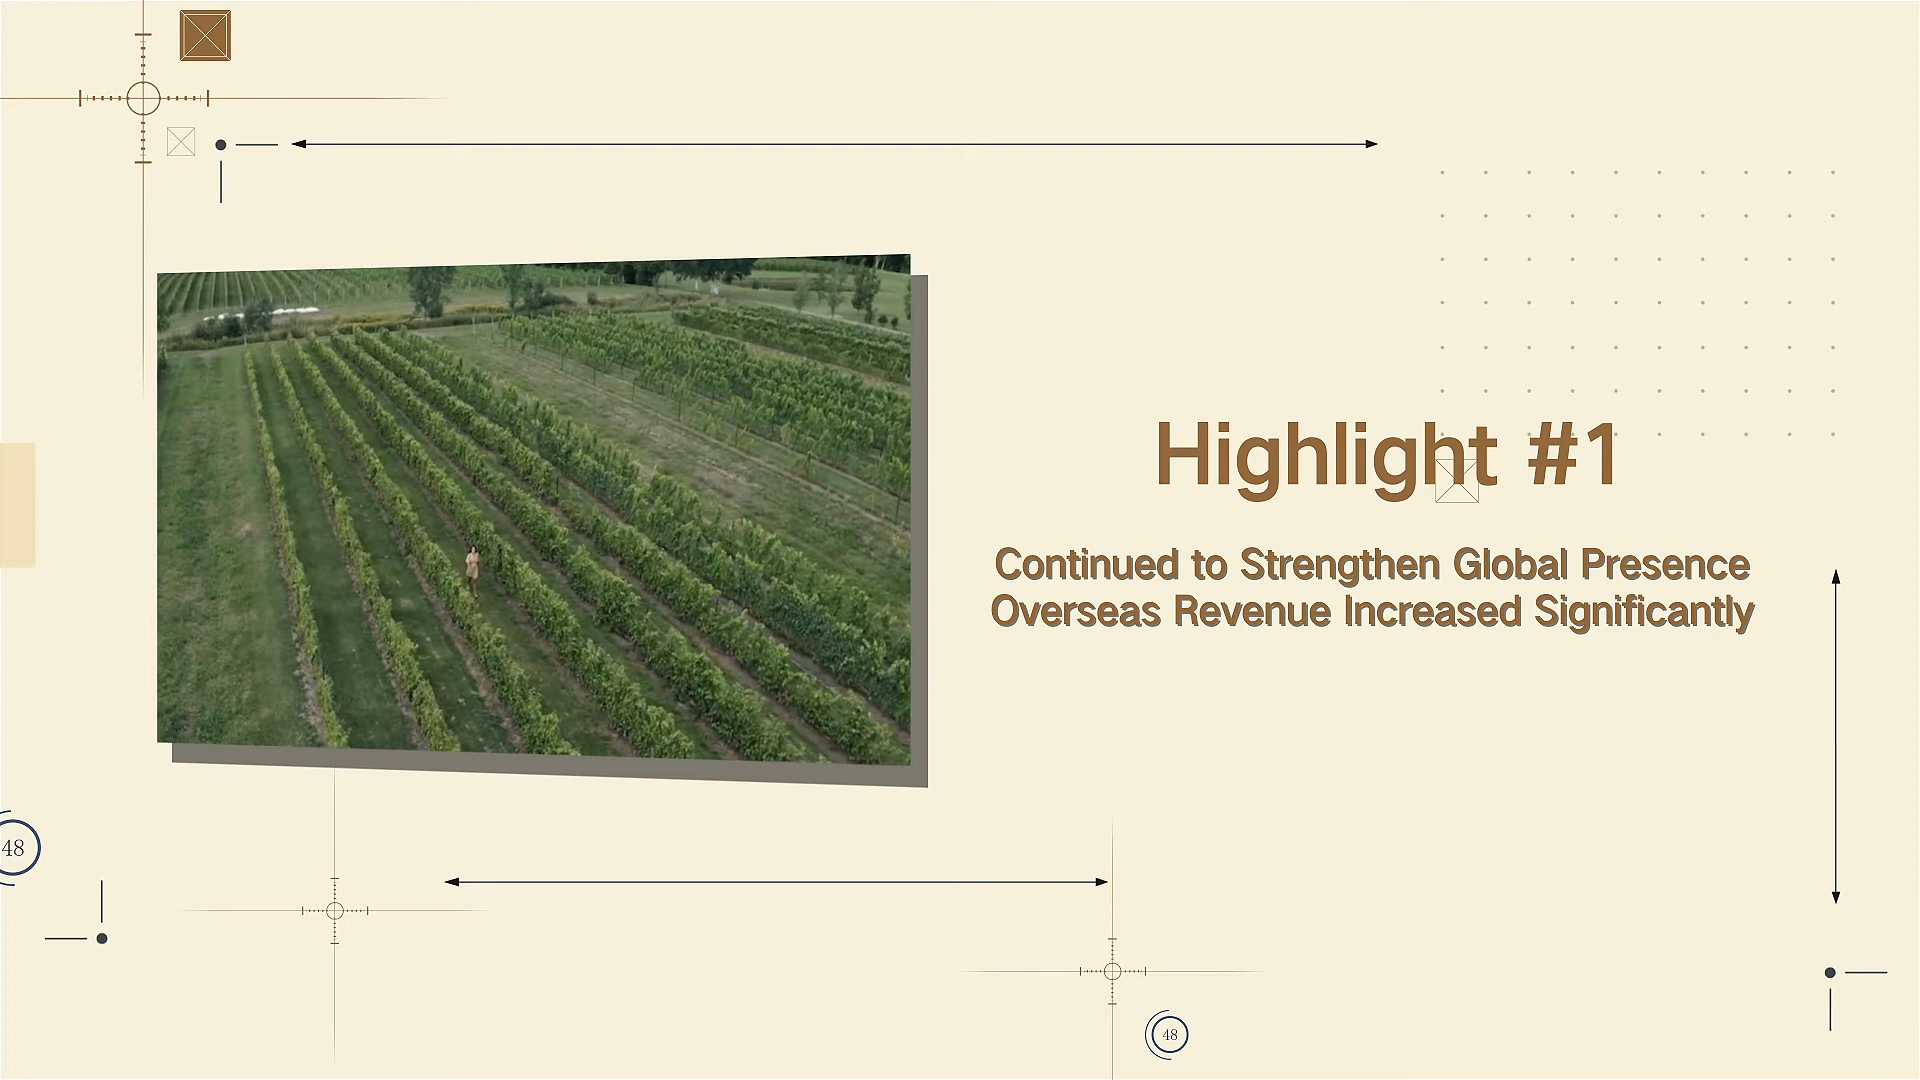 Highlight #1
Continued to Strengthen Global Presence
Overseas Revenue Increased Significantly
48
48